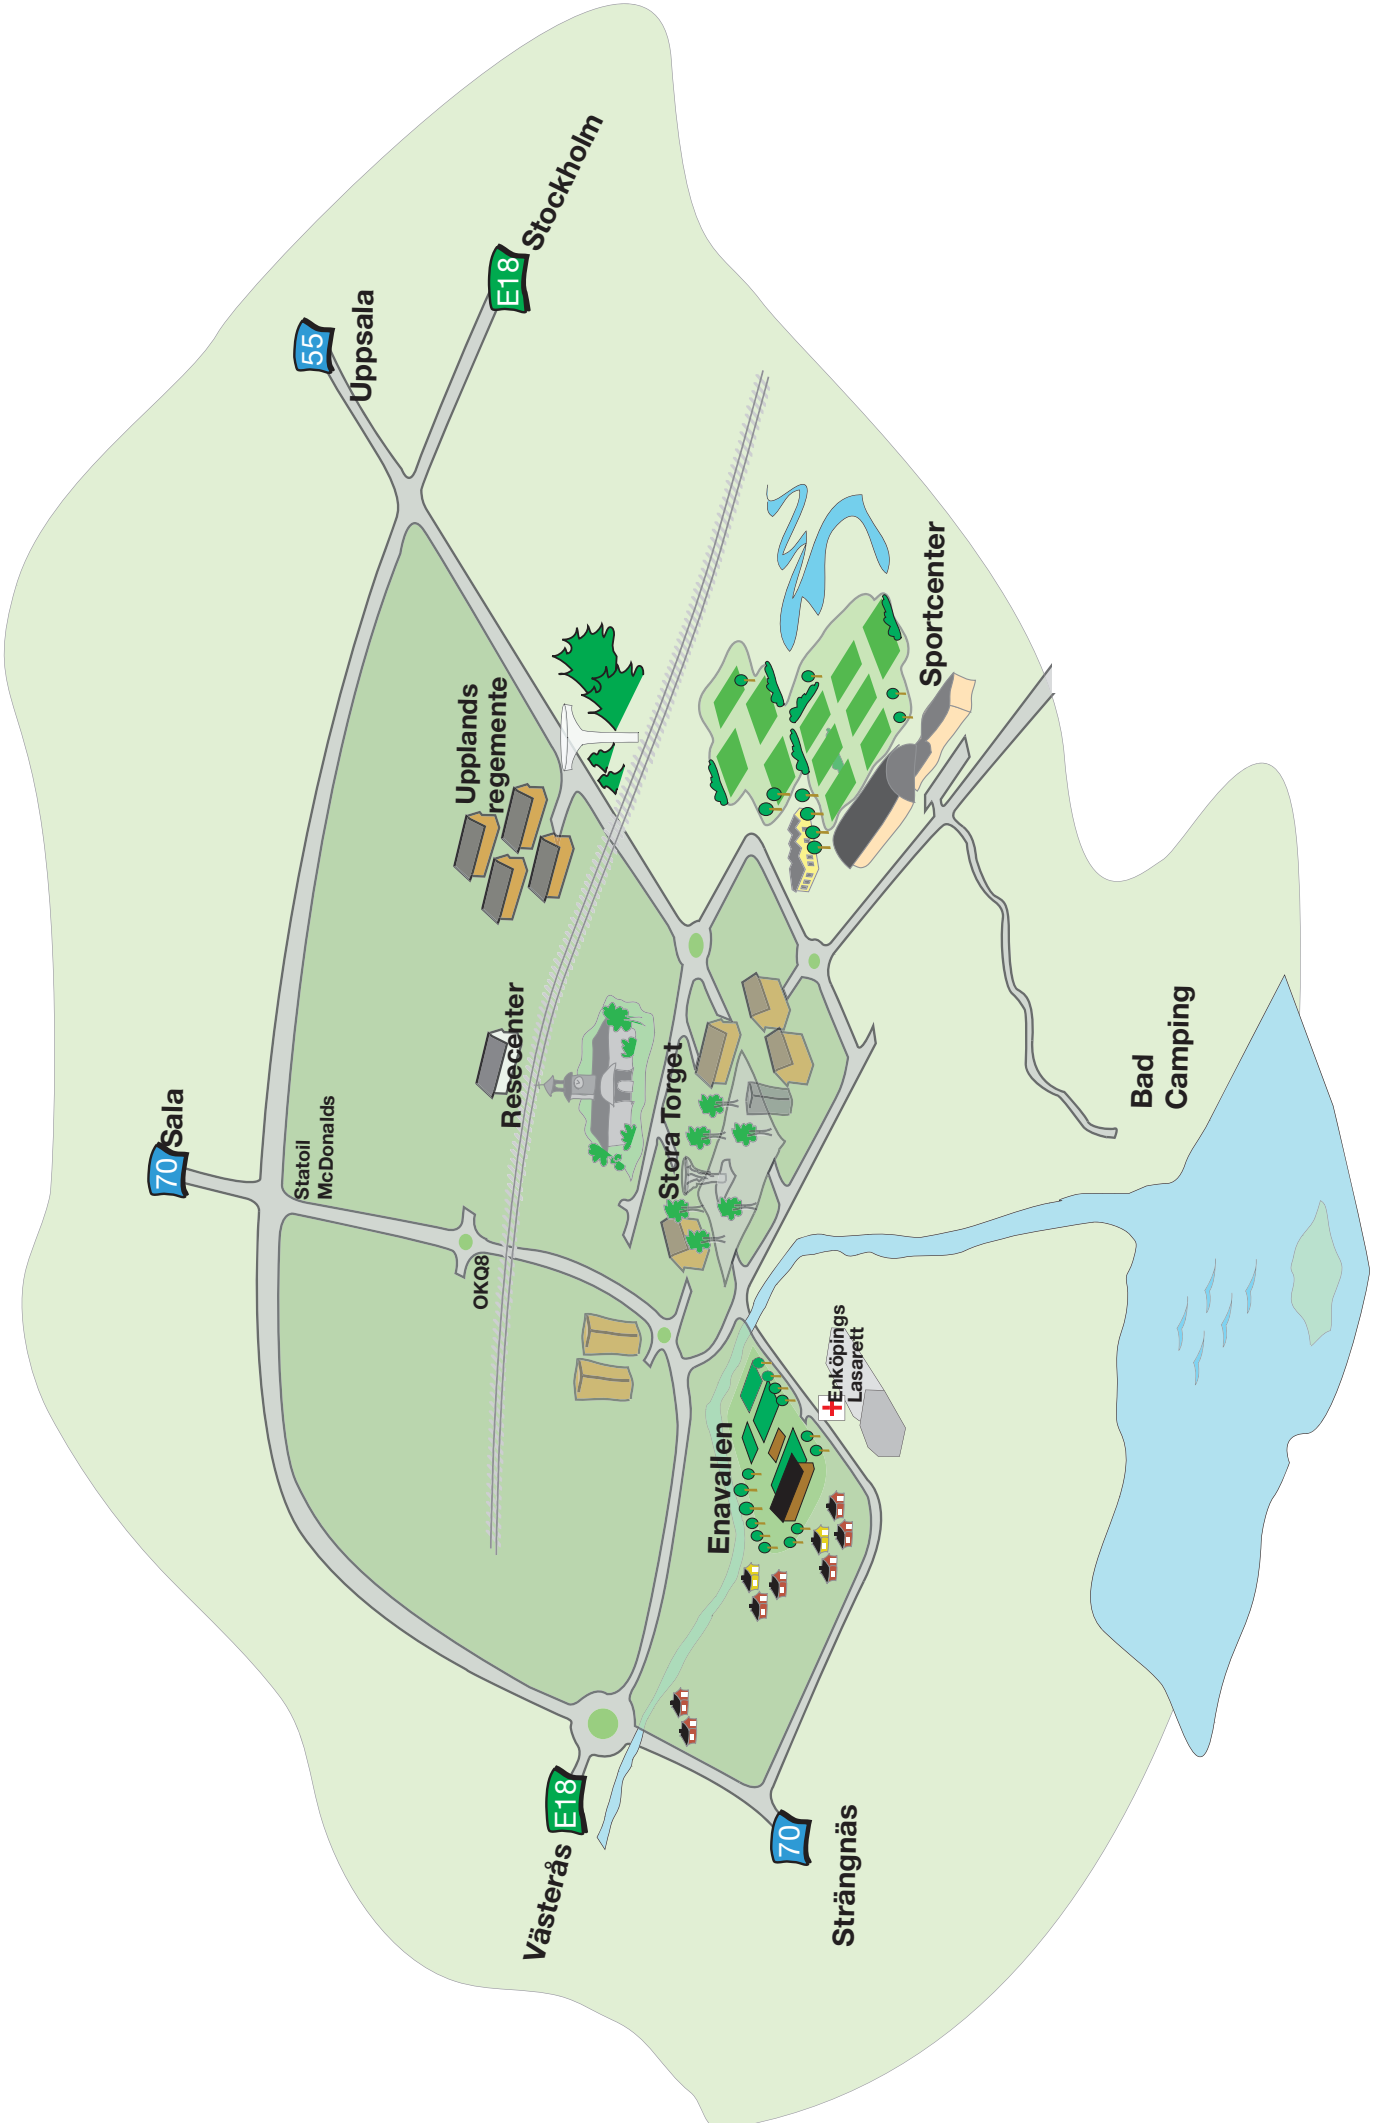 70
Sala
55
Uppsala
E18
Stockholm
Statoil
McDonalds
OKQ8
Upplands
regemente
Resecenter
Stora Torget
Sportcenter
Enavallen
Enköpings
Lasarett
Bad
Camping
E18
Västerås
70
Strängnäs